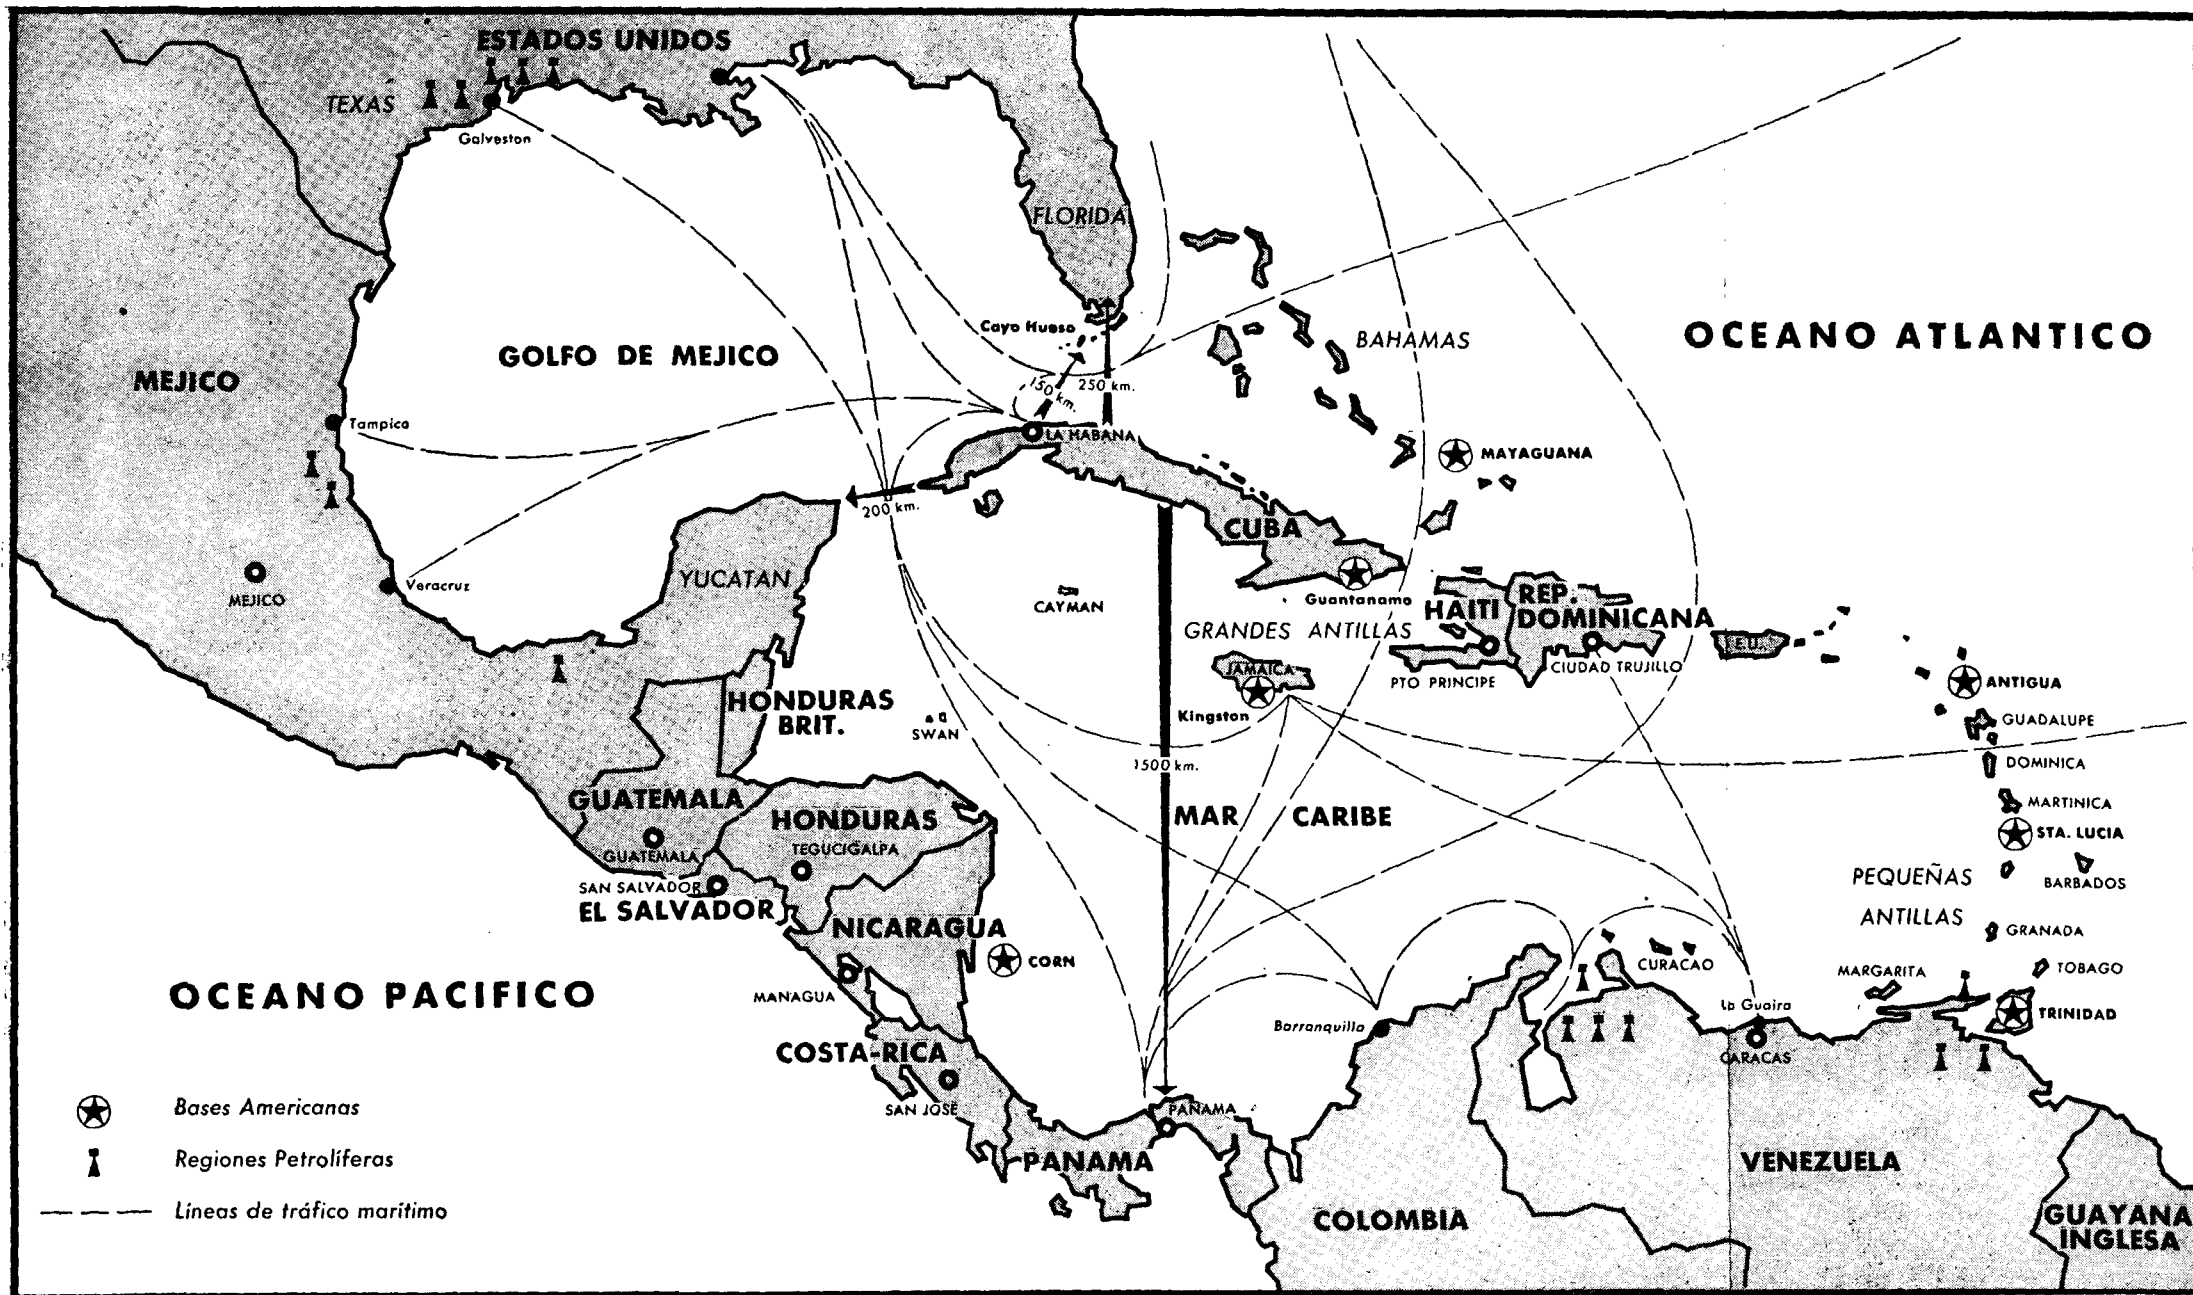 ESTADOS UNIDOS
TEXAS
Galveston
FLORIDA
Cayo Hueso
GOLFO DE MEJICO
BAHAMAS
OCEANO ATLANTICO
MEJICO
150 km.
250 km.
Tampico
LA HABANA
MAYAGUANA
200 km.
CUBA
YUCATAN
Veracruz
MEJICO
CAYMAN
Guantanamo
HAITI
REP.
DOMINICANA
GRANDES ANTILLAS
E.U.
JAMAICA
CIUDAD TRUJILLO
PTO PRINCIPE
ANTIGUA
HONDURAS
BRIT.
Kingston
SWAN
GUADALUPE
1500 km.
DOMINICA
GUATEMALA
HONDURAS
MAR CARIBE
MARTINICA
STA. LUCIA
TEGUCIGALPA
GUATEMALA
SAN SALVADOR
EL SALVADOR
PEQUEÑAS
ANTILLAS
BARBADOS
NICARAGUA
GRANADA
CORN
CURACAO
MARGARITA
TOBAGO
OCEANO PACIFICO
MANAGUA
La Guaira
TRINIDAD
Barranquilla
COSTA-RICA
CARACAS
SAN JOSÉ
PANAMA
PANAMA
VENEZUELA
COLOMBIA
GUAYANA
INGLESA
Bases Americanas
Regiones Petrolíferas
Líneas de tráfico marítimo